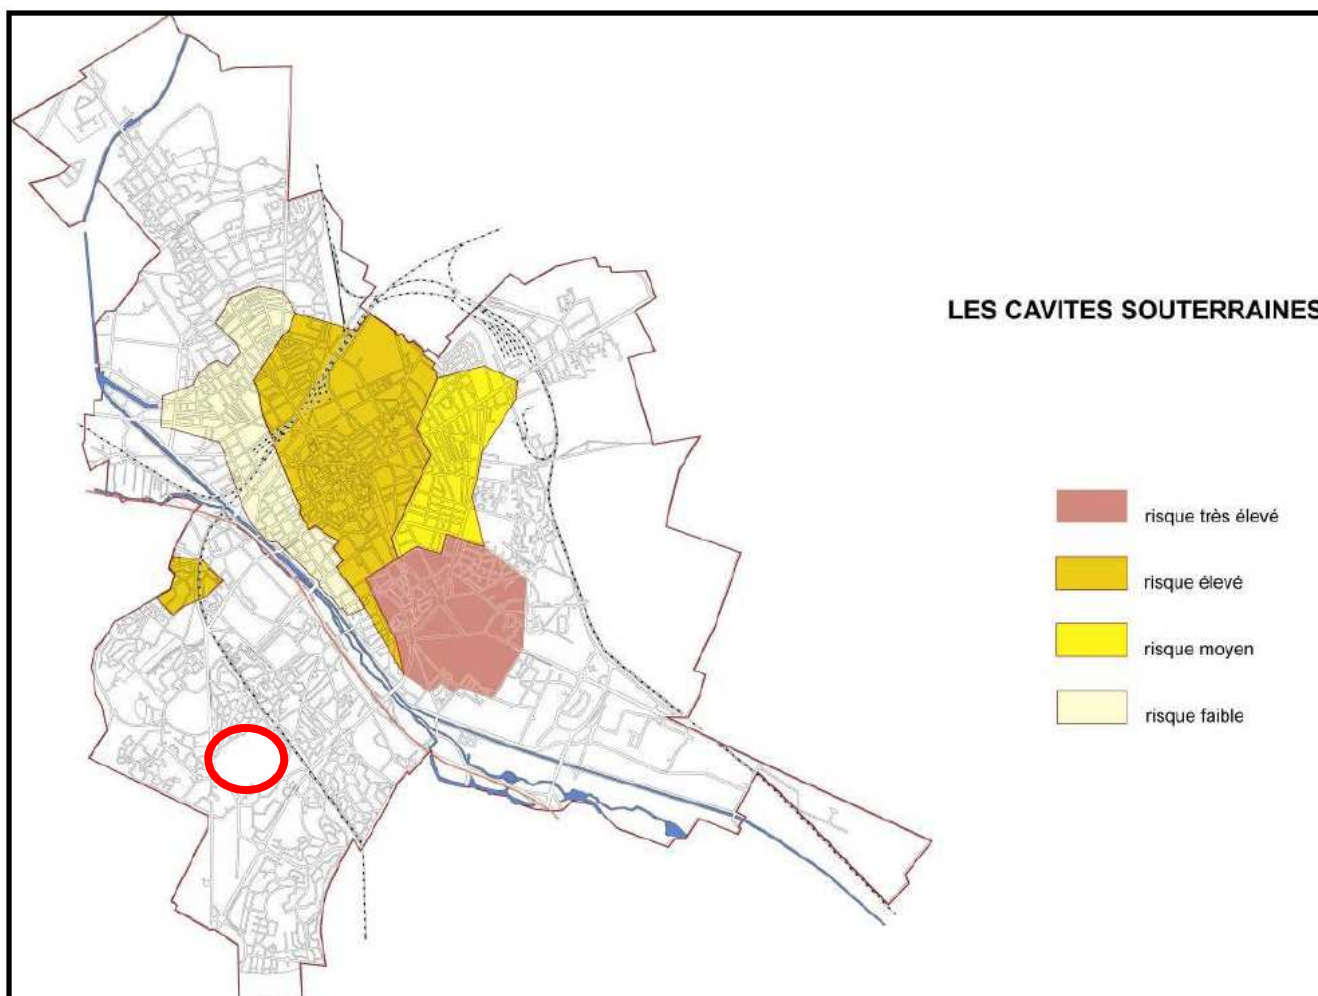 LES CAVITES SOUTERRAINES
risque très élevé
risque élevé
risque moyen
risque faible